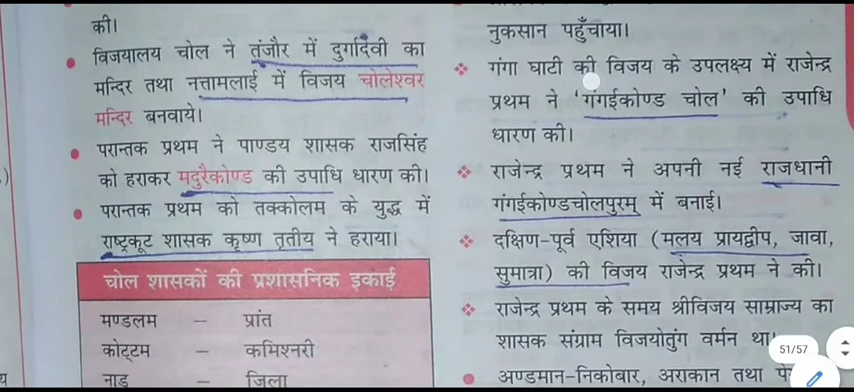 की।
विजयालय चोल ने तंजौर में दुर्गादेवी का
मन्दिर तथा नत्तामलाई में विजय चोलेश्वर
मन्दिर बनवाये।
परान्तक प्रथम ने पाण्डय शासक राजसिंह
को हराकर मदुरैकोण्ड की उपाधि धारण की।
परान्तक प्रथम को तक्कोलम के युद्ध में
राष्ट्रकूट शासक कृष्ण तृतीय ने हराया।
चोल शासकों की प्रशासनिक इकाई
मण्डलम – प्रांत
कोट्टम – कमिश्नरी
नाडु – जिला
नुकसान पहुँचाया।
गंगा घाटी की विजय के उपलक्ष्य में राजेन्द्र
प्रथम ने 'गंगईकोण्ड चोल' की उपाधि
धारण की।
राजेन्द्र प्रथम ने अपनी नई राजधानी
गंगईकोण्डचोलपुरम् में बनाई।
दक्षिण-पूर्व एशिया (मलय प्रायद्वीप, जावा,
सुमात्रा) की विजय राजेन्द्र प्रथम ने की।
राजेन्द्र प्रथम के समय श्रीविजय साम्राज्य का
शासक संग्राम विजयोतुंग वर्मन था।
51/57
अण्डमान-निकोबार, अराकान तथा